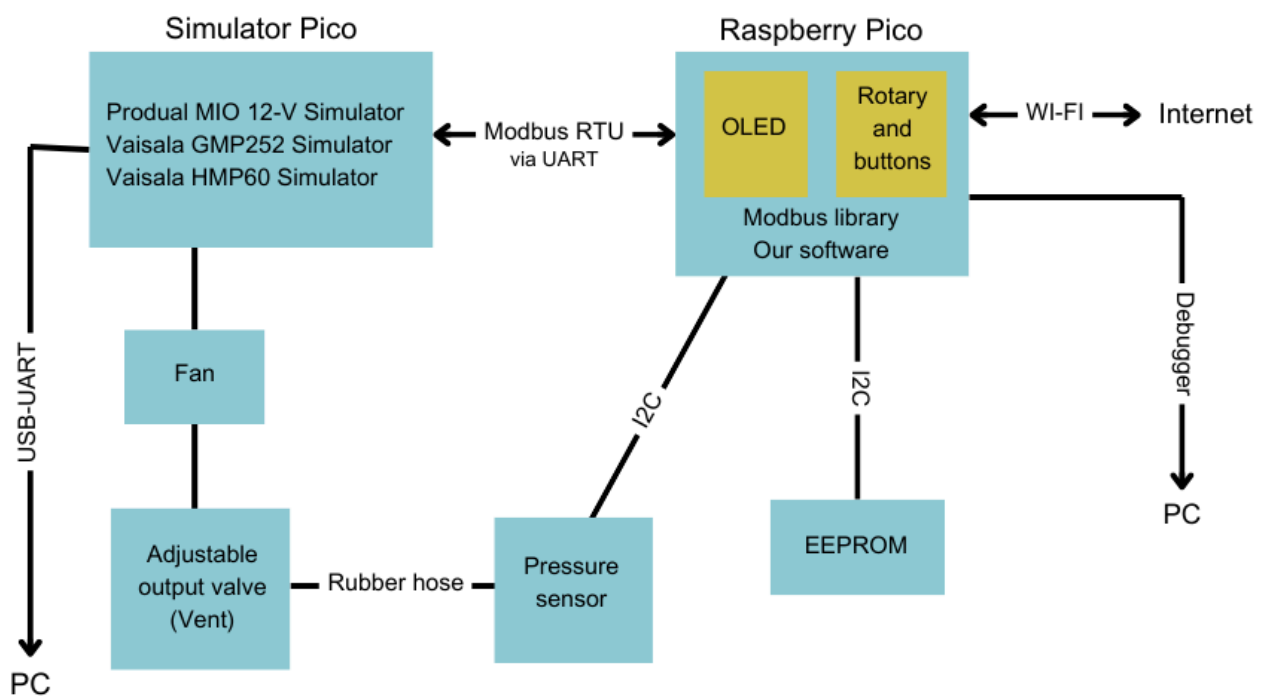 Simulator Pico
Raspberry Pico
Produal MIO 12-V Simulator
Vaisala GMP252 Simulator
Vaisala HMP60 Simulator
Modbus RTU
via UART
OLED
Rotary
and
buttons
Modbus library
Our software
WI-FI
Internet
USB-UART
Fan
I2C
I2C
Debugger
Adjustable
output valve
(Vent)
Rubber hose
Pressure
sensor
EEPROM
PC
PC